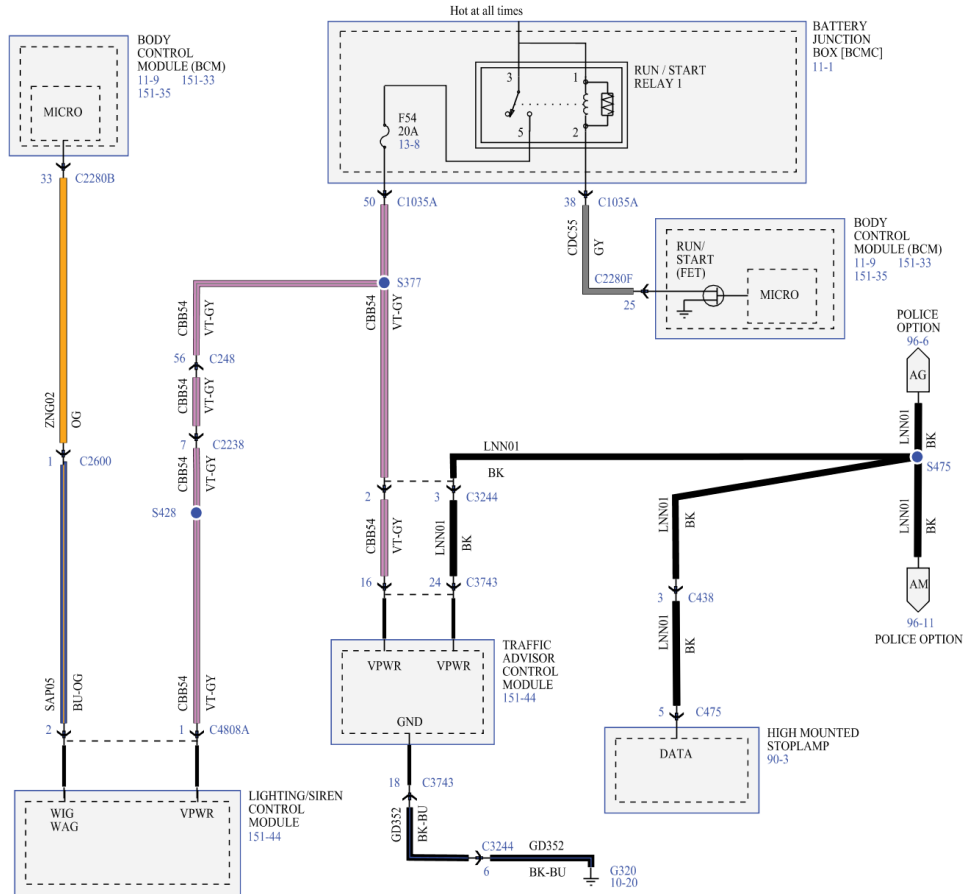 Hot at all times
BODY
CONTROL
MODULE (BCM)
11-9 151-33
151-35
MICRO
33 C2280B
ZNG02
OG
1 C2600
SAP05
BU-OG
2
BATTERY
JUNCTION
BOX [BCMC]
11-1
RUN / START
RELAY 1
3
1
5
2
F54
20A
13-8
50 C1035A
38 C1035A
CDC55
GY
C2280F
25
BODY
CONTROL
MODULE (BCM)
11-9 151-33
151-35
RUN/
START
(FET)
MICRO
S377
CBB54
VT-GY
CBB54
VT-GY
56 C248
CBB54
VT-GY
7 C2238
CBB54
VT-GY
S428
CBB54
VT-GY
1 C4808A
POLICE
OPTION
96-6
AG
LNN01
BK
S475
LNN01
BK
AM
96-11
POLICE OPTION
LNN01
BK
2
3 C3244
CBB54
VT-GY
LNN01
BK
16
24 C3743
LNN01
BK
3 C438
LNN01
BK
5 C475
VPWR VPWR
GND
TRAFFIC
ADVISOR
CONTROL
MODULE
151-44
DATA
HIGH MOUNTED
STOPLAMP
90-3
18 C3743
GD352
BK-BU
C3244
6
GD352
BK-BU
G320
10-20
WIG
WAG
VPWR
LIGHTING/SIREN
CONTROL
MODULE
151-44